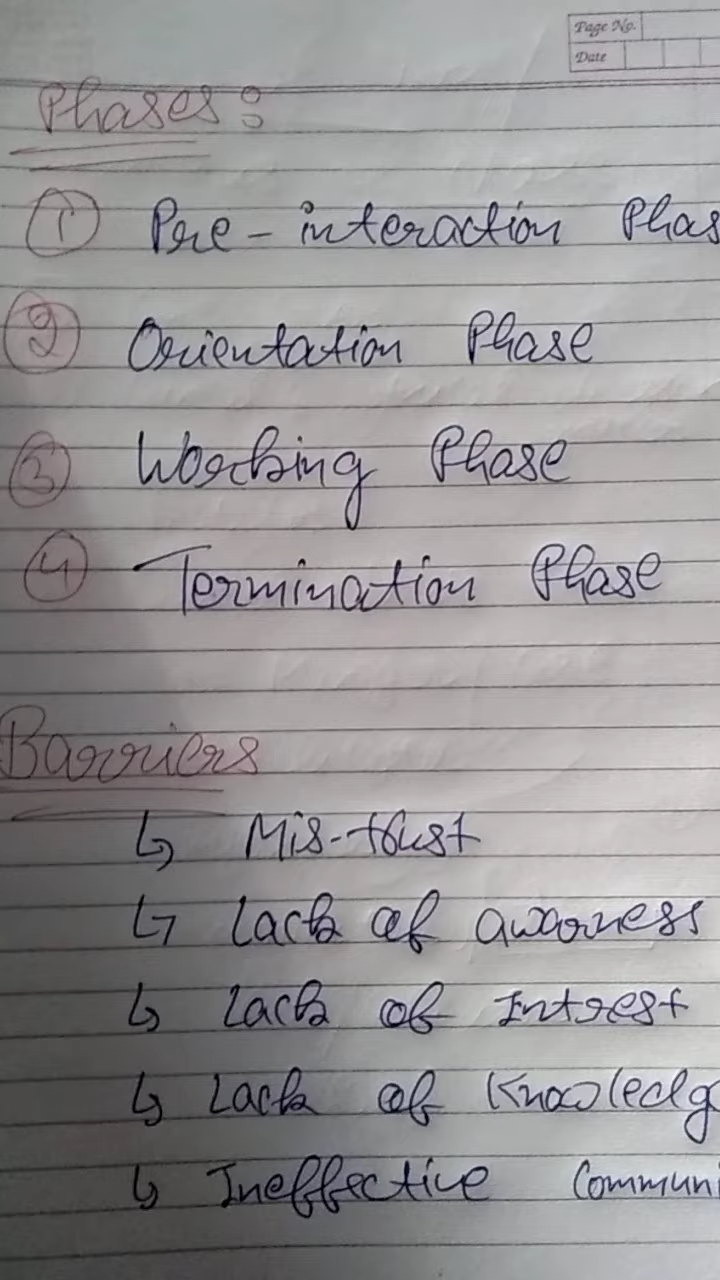 Page No.
Date
Phases:
① Pre-interaction Phas
② Orientation Phase
③ Working Phase
④ Termination Phase
Barriers
↳ Mis-trust
↳ Lack of awarness
↳ Lack of Intrest
↳ Lack of Knowledg
↳ Ineffective Communi